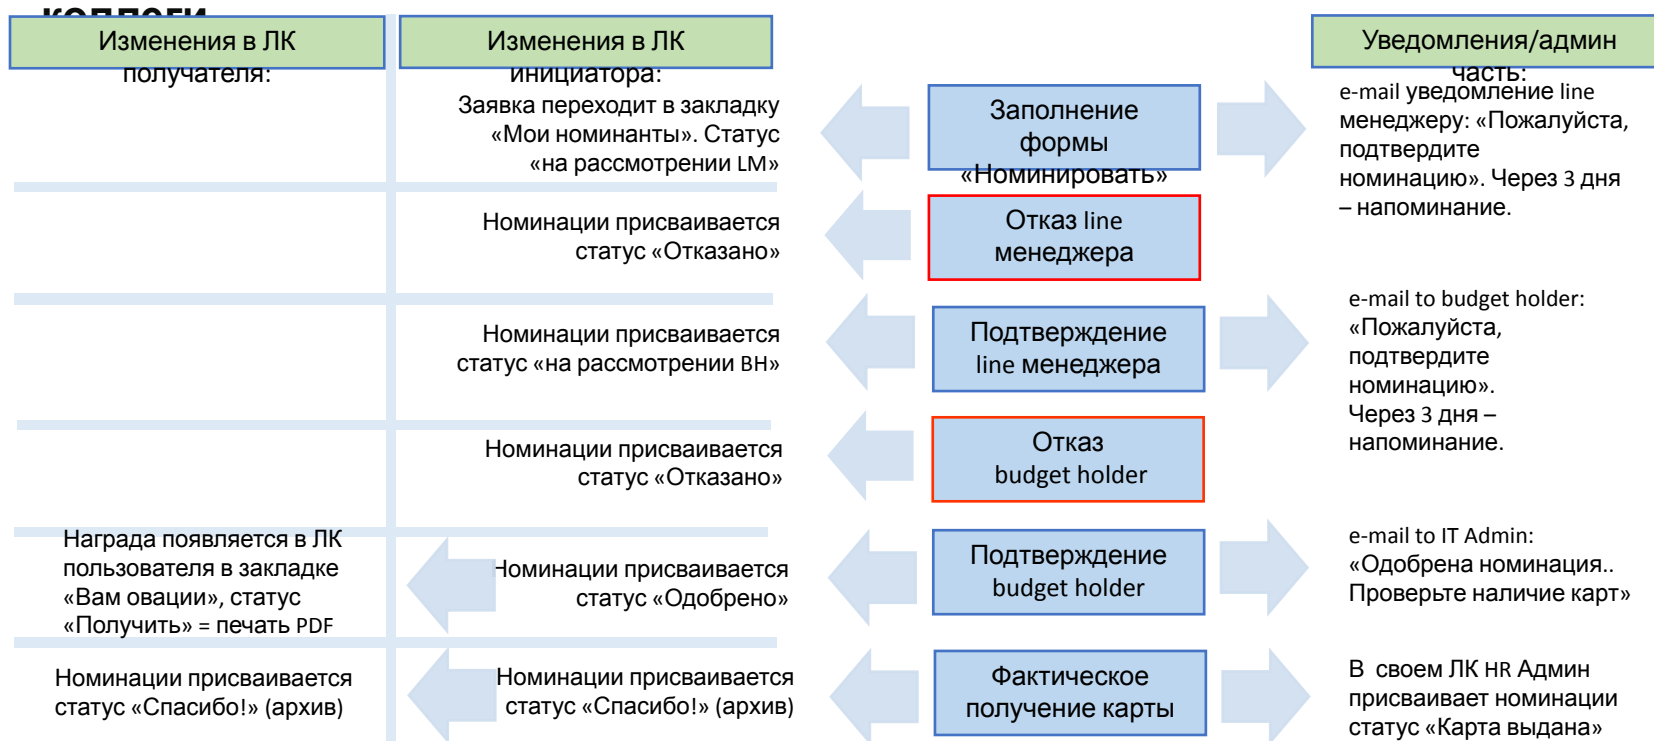 коллеги
Изменения в ЛК
получателя:
Изменения в ЛК
инициатора:
Уведомления/админ
часть:
Заявка переходит в закладку
«Мои номинанты». Статус
«на рассмотрении LM»
Заполнение
формы
«Номинировать»
e-mail уведомление line
менеджеру: «Пожалуйста,
подтвердите
номинацию». Через 3 дня
– напоминание.
Номинации присваивается
статус «Отказано»
Отказ line
менеджера
Номинации присваивается
статус «на рассмотрении BH»
Подтверждение
line менеджера
e-mail to budget holder:
«Пожалуйста,
подтвердите
номинацию».
Через 3 дня –
напоминание.
Номинации присваивается
статус «Отказано»
Отказ
budget holder
Награда появляется в ЛК
пользователя в закладке
«Вам овации», статус
«Получить» = печать PDF
Номинации присваивается
статус «Одобрено»
Подтверждение
budget holder
e-mail to IT Admin:
«Одобрена номинация..
Проверьте наличие карт»
Номинации присваивается
статус «Спасибо!» (архив)
Номинации присваивается
статус «Спасибо!» (архив)
Фактическое
получение карты
В своем ЛК HR Админ
присваивает номинации
статус «Карта выдана»